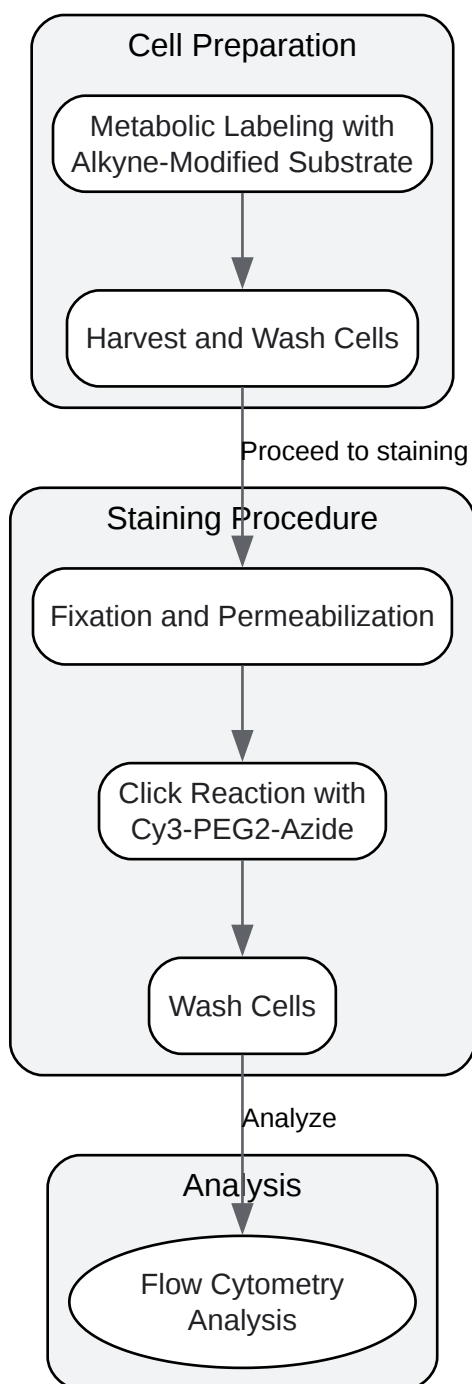 Cell Preparation
Metabolic Labeling with
Alkyne-Modified Substrate
Harvest and Wash Cells
Proceed to staining
Staining Procedure
Fixation and Permeabilization
Click Reaction with
Cy3-PEG2-Azide
Wash Cells
Analyze
Analysis
Flow Cytometry
Analysis